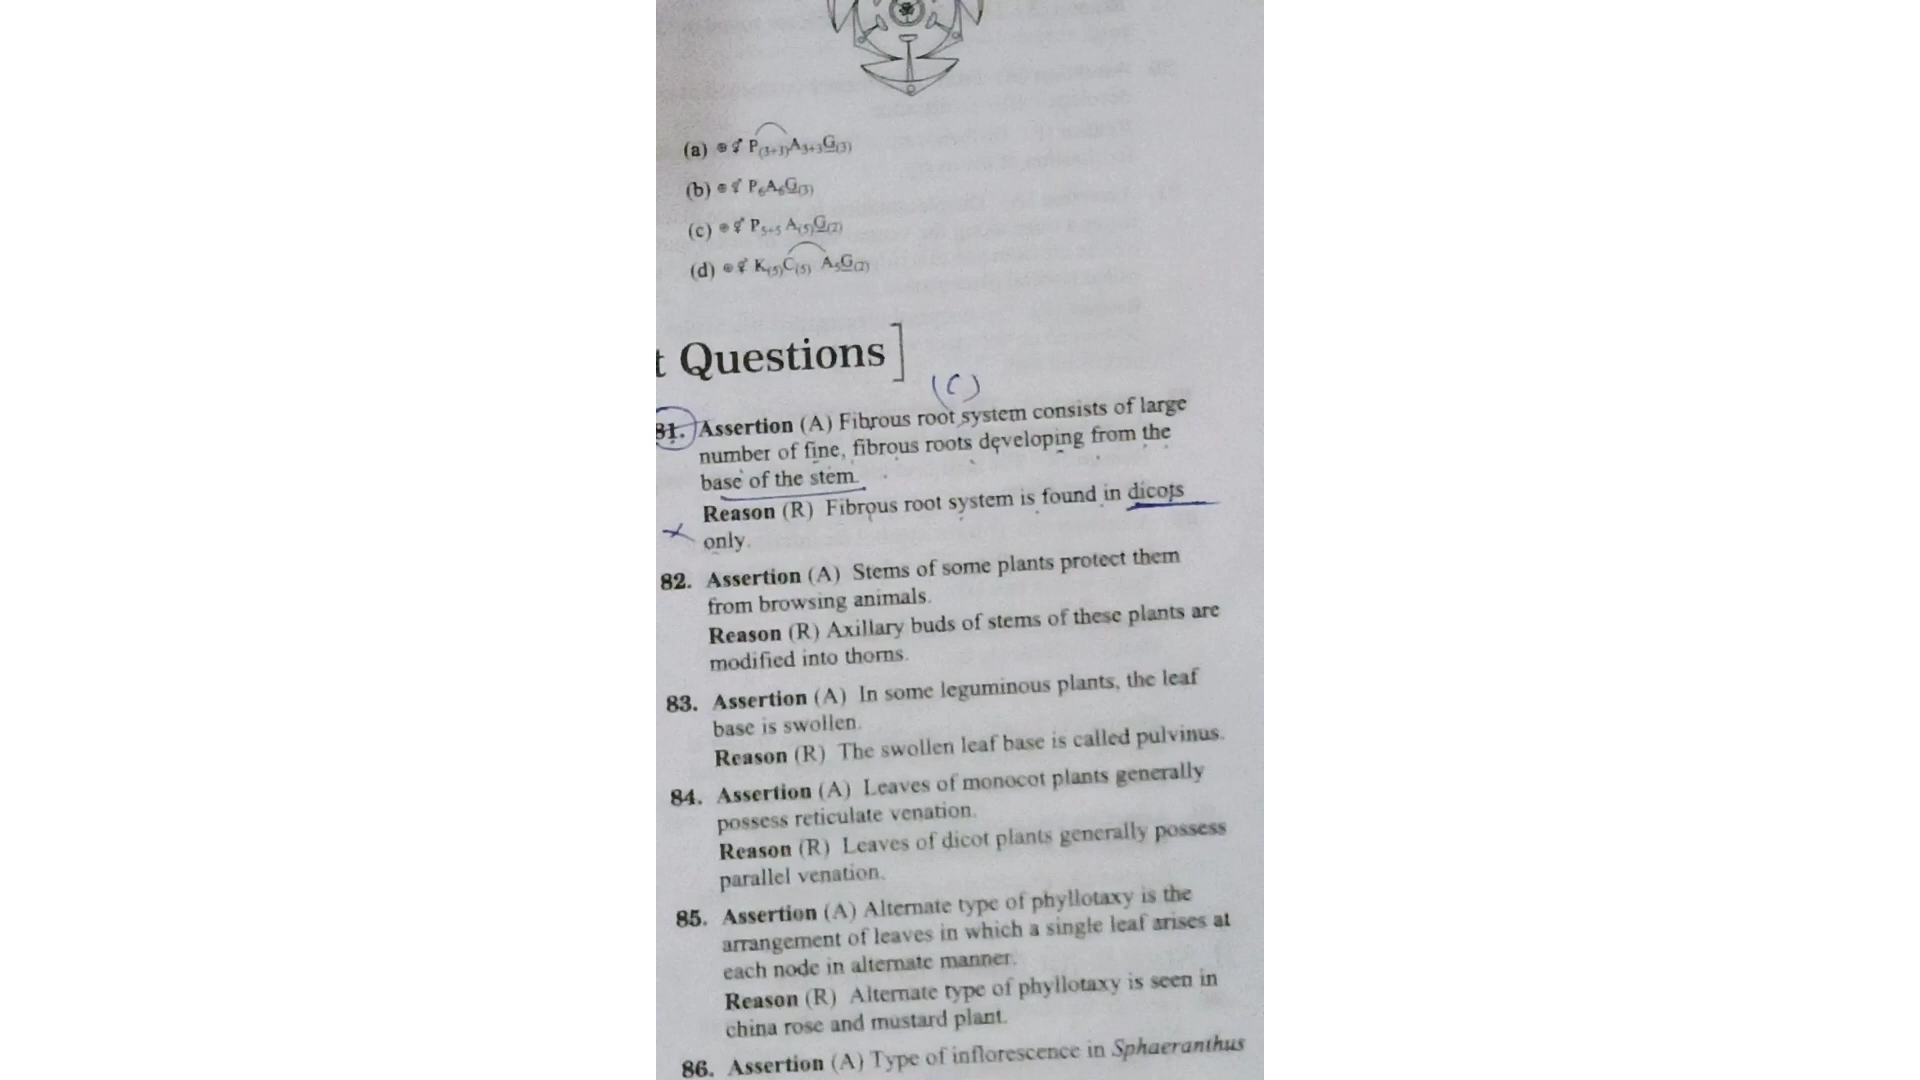 (a) ⊕ ⚥ P(3+3)A3+3G(3)
(b) ⊕ ⚥ P6A6G(3)
(c) ⊕ ⚥ P5+5 A(5)G(2)
(d) ⊕ ⚥ K(5)C(5) A5G(2)
t Questions]
(C)
81. Assertion (A) Fibrous root system consists of large
number of fine, fibrous roots developing from the
base of the stem.
Reason (R) Fibrous root system is found in dicots
only.
82. Assertion (A) Stems of some plants protect them
from browsing animals.
Reason (R) Axillary buds of stems of these plants are
modified into thorns.
83. Assertion (A) In some leguminous plants, the leaf
base is swollen.
Reason (R) The swollen leaf base is called pulvinus.
84. Assertion (A) Leaves of monocot plants generally
possess reticulate venation.
Reason (R) Leaves of dicot plants generally possess
parallel venation.
85. Assertion (A) Alternate type of phyllotaxy is the
arrangement of leaves in which a single leaf arises at
each node in alternate manner.
Reason (R) Alternate type of phyllotaxy is seen in
china rose and mustard plant.
86. Assertion (A) Type of inflorescence in Sphaeranthus